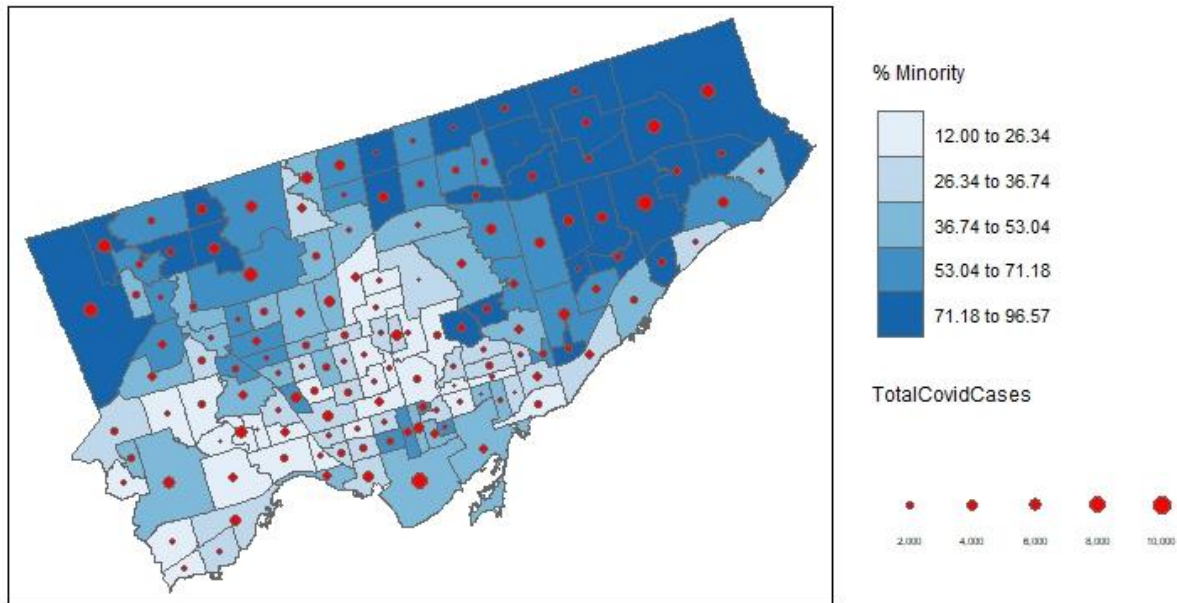 % Minority
12.00 to 26.34
26.34 to 36.74
36.74 to 53.04
53.04 to 71.18
71.18 to 96.57
TotalCovidCases
2,000 4,000 6,000 8,000 10,000